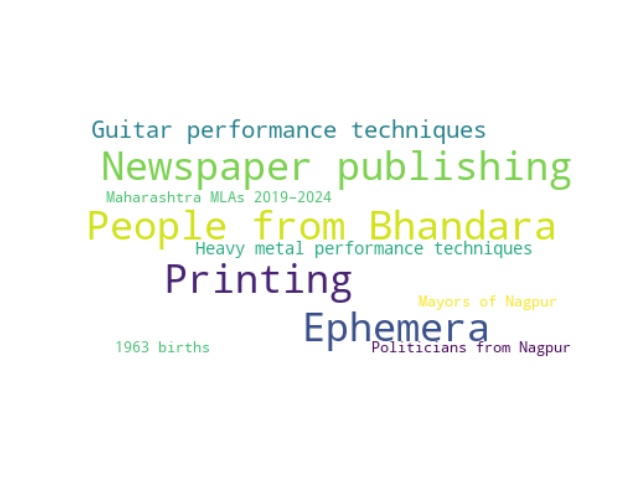 Guitar performance techniques
Newspaper publishing
Maharashtra MLAs 2019–2024
People from Bhandara
Heavy metal performance techniques
Printing
Mayors of Nagpur
Ephemera
1963 births
Politicians from Nagpur